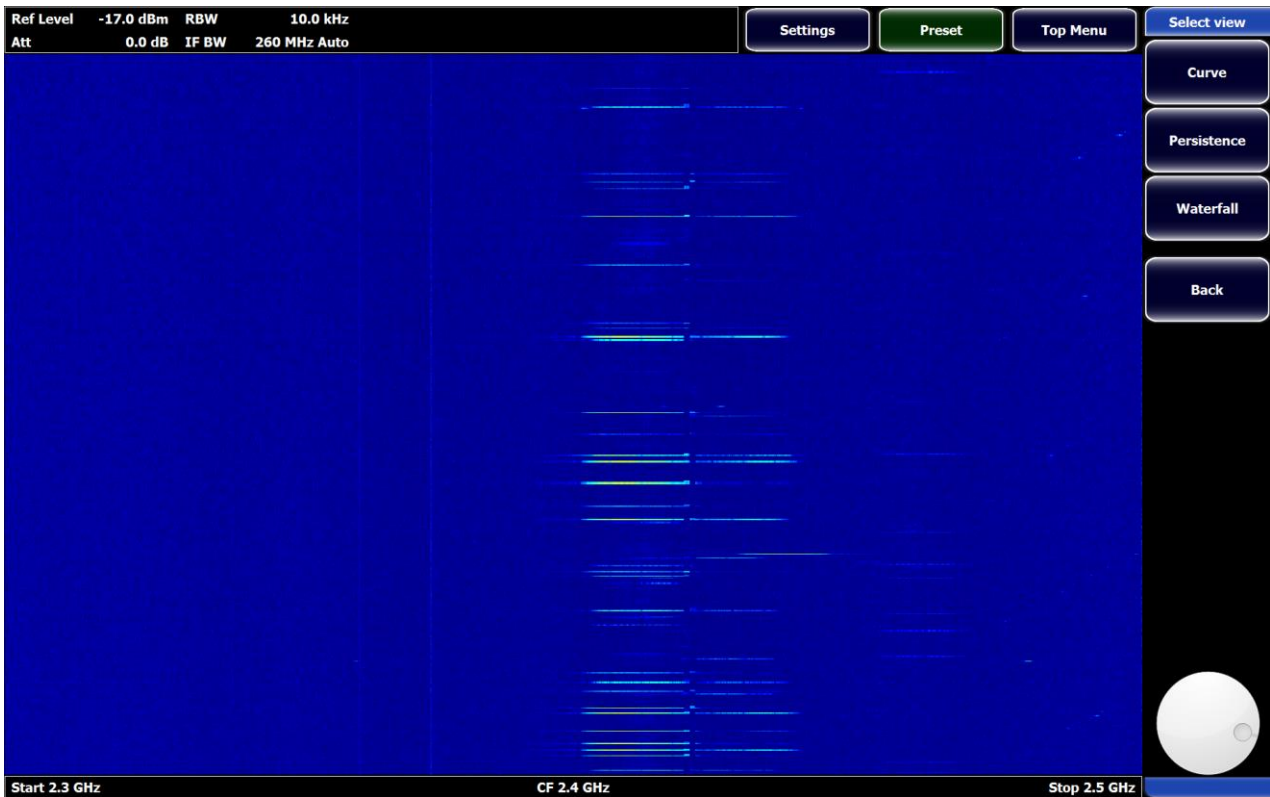 Ref Level -17.0 dBm RBW 10.0 kHz
Att 0.0 dB IF BW 260 MHz Auto
Settings
Preset
Top Menu
Select view
Curve
Persistence
Waterfall
Back
Start 2.3 GHz CF 2.4 GHz Stop 2.5 GHz